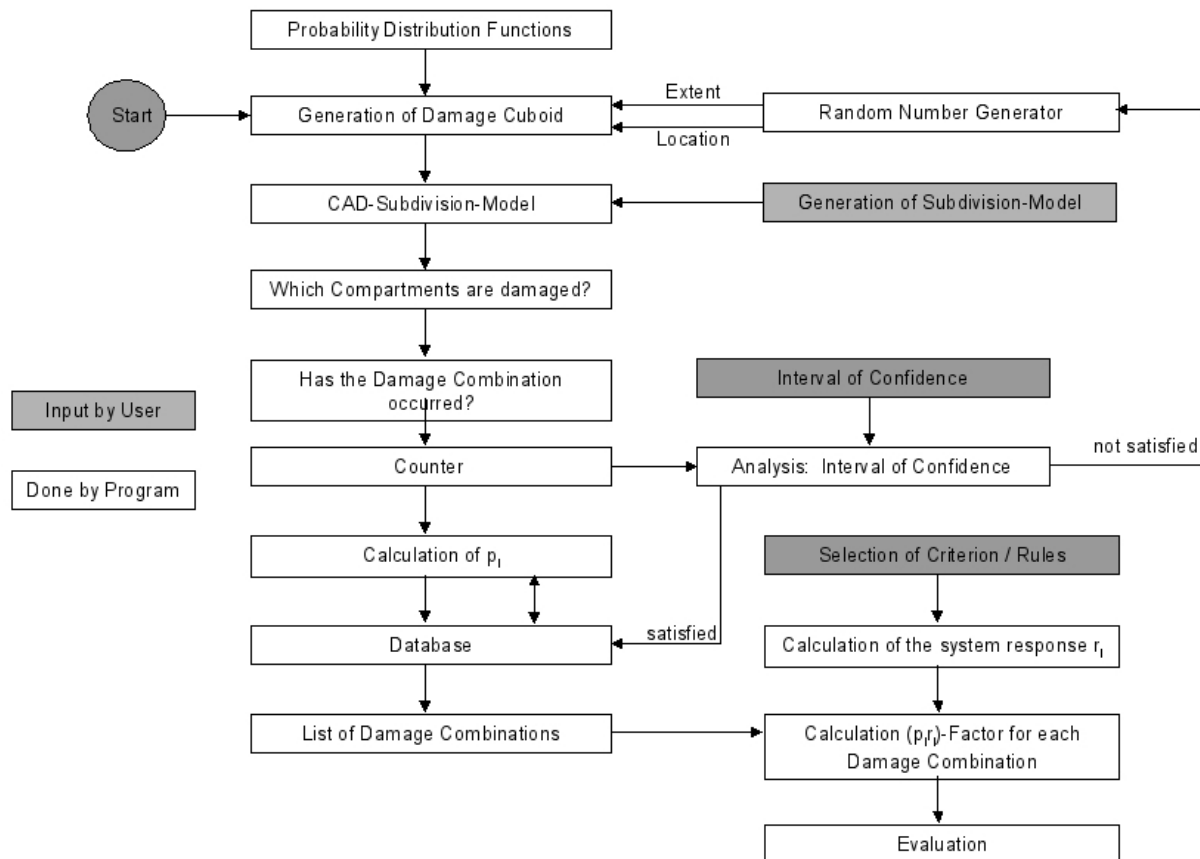 Probability Distribution Functions
Start
Generation of Damage Cuboid
Extent
Location
Random Number Generator
CAD-Subdivision-Model
Generation of Subdivision-Model
Which Compartments are damaged?
Has the Damage Combination
occurred?
Interval of Confidence
Input by User
Counter
Analysis: Interval of Confidence
not satisfied
Done by Program
Calculation of pᵢ
Selection of Criterion / Rules
Database
satisfied
Calculation of the system response rᵢ
List of Damage Combinations
Calculation (pᵢrᵢ)-Factor for each
Damage Combination
Evaluation